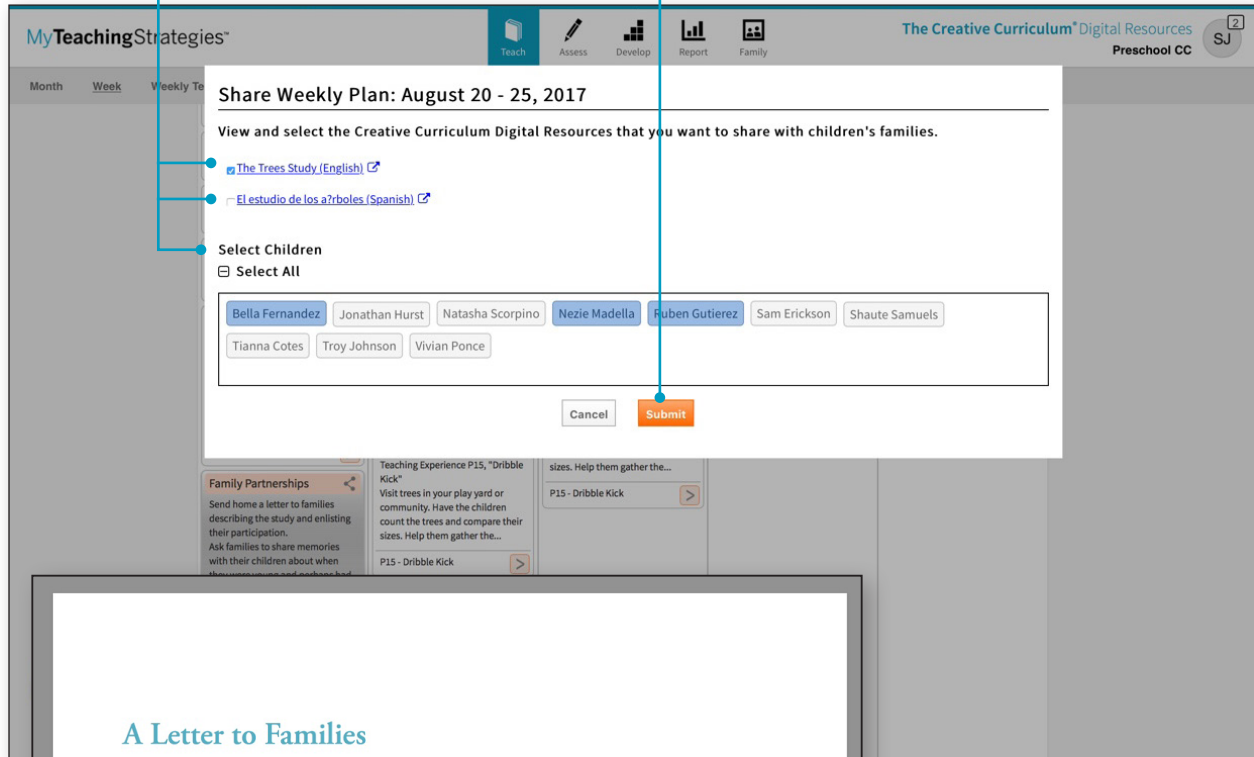 MyTeachingStrategies™
Teach
Assess
Develop
Report
Family
The Creative Curriculum® Digital Resources
Preschool CC
SJ
2
Month Week Weekly Te
Share Weekly Plan: August 20 - 25, 2017
View and select the Creative Curriculum Digital Resources that you want to share with children's families.
The Trees Study (English)
El estudio de los a?rboles (Spanish)
Select Children
Select All
Bella Fernandez Jonathan Hurst Natasha Scorpino Nezie Madella Ruben Gutierez Sam Erickson Shaute Samuels
Tianna Cotes Troy Johnson Vivian Ponce
Cancel Submit
Family Partnerships
Send home a letter to families
describing the study and enlisting
their participation.
Ask families to share memories
with their children about when
they were young and perhaps had
Teaching Experience P15, "Dribble
Kick"
Visit trees in your play yard or
community. Have the children
count the trees and compare their
sizes. Help them gather the...
P15 - Dribble Kick
sizes. Help them gather the...
P15 - Dribble Kick
A Letter to Families